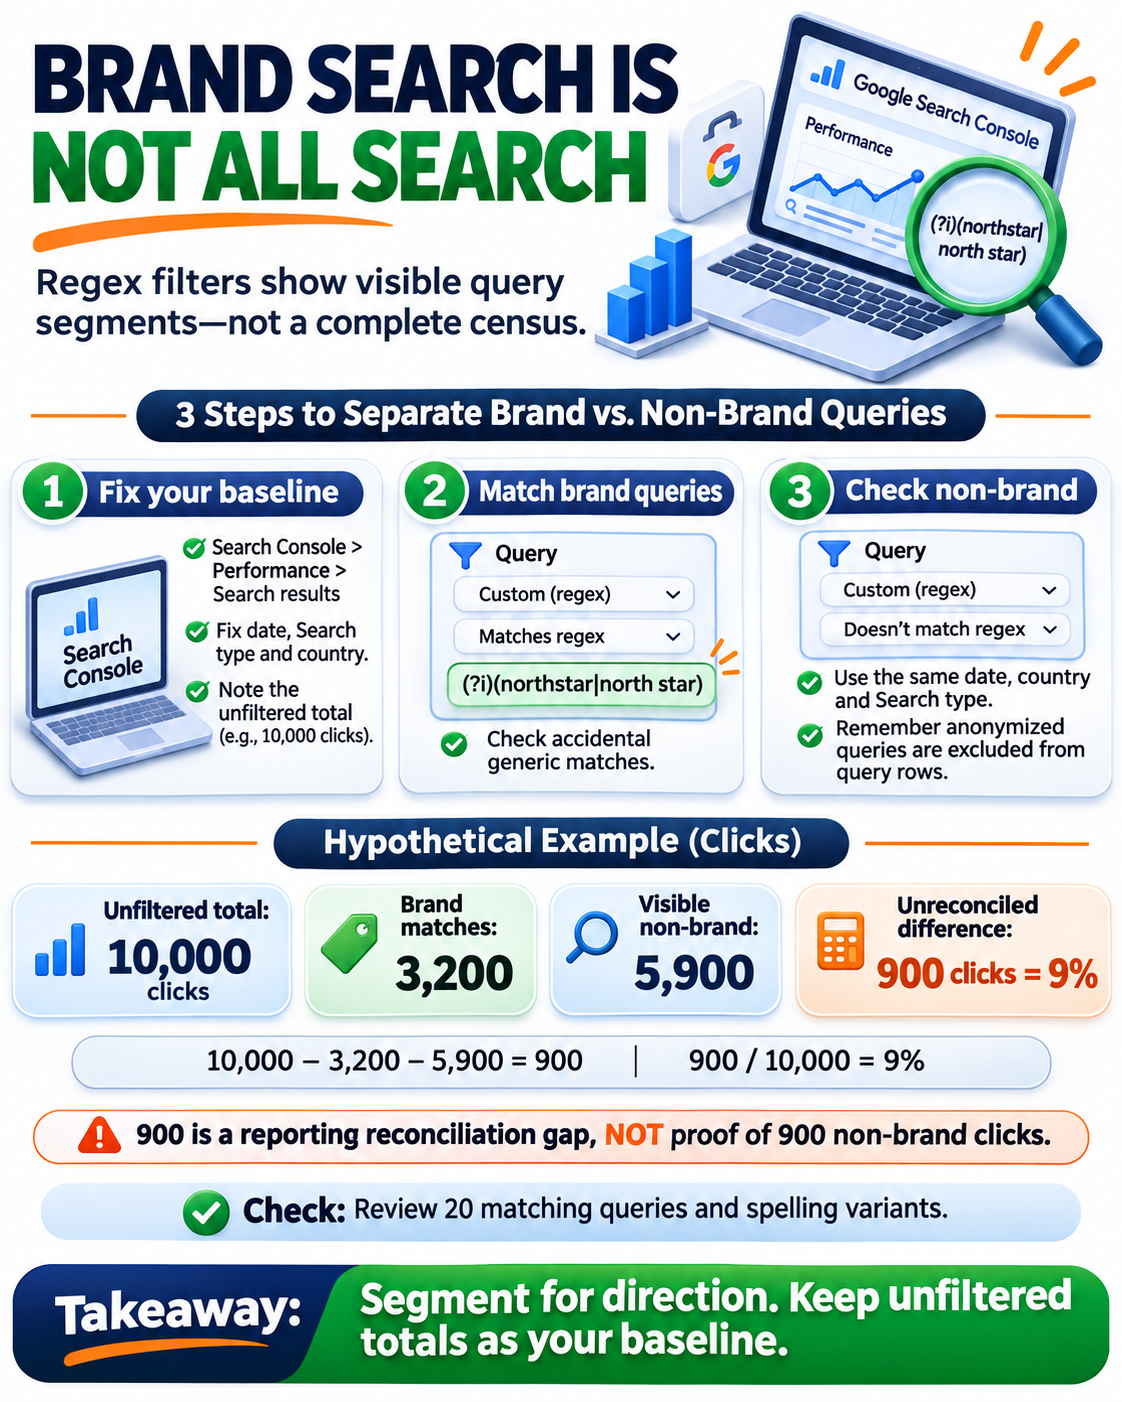 BRAND SEARCH IS
NOT ALL SEARCH
Regex filters show visible query
segments—not a complete census.
Google Search Console
Performance
G
(?i)(northstar|
north star)
3 Steps to Separate Brand vs. Non-Brand Queries
1 Fix your baseline
Search Console
Search Console >
Performance >
Search results
Fix date, Search
type and country.
Note the
unfiltered total
(e.g., 10,000 clicks).
2 Match brand queries
Query
Custom (regex)
Matches regex
(?i)(northstar|north star)
Check accidental
generic matches.
3 Check non-brand
Query
Custom (regex)
Doesn't match regex
Use the same date, country
and Search type.
Remember anonymized
queries are excluded from
query rows.
Hypothetical Example (Clicks)
Unfiltered total:
10,000
clicks
Brand
matches:
3,200
Visible
non-brand:
5,900
Unreconciled
difference:
900 clicks = 9%
10,000 – 3,200 – 5,900 = 900 | 900 / 10,000 = 9%
900 is a reporting reconciliation gap, NOT proof of 900 non-brand clicks.
Check: Review 20 matching queries and spelling variants.
Takeaway:
Segment for direction. Keep unfiltered
totals as your baseline.